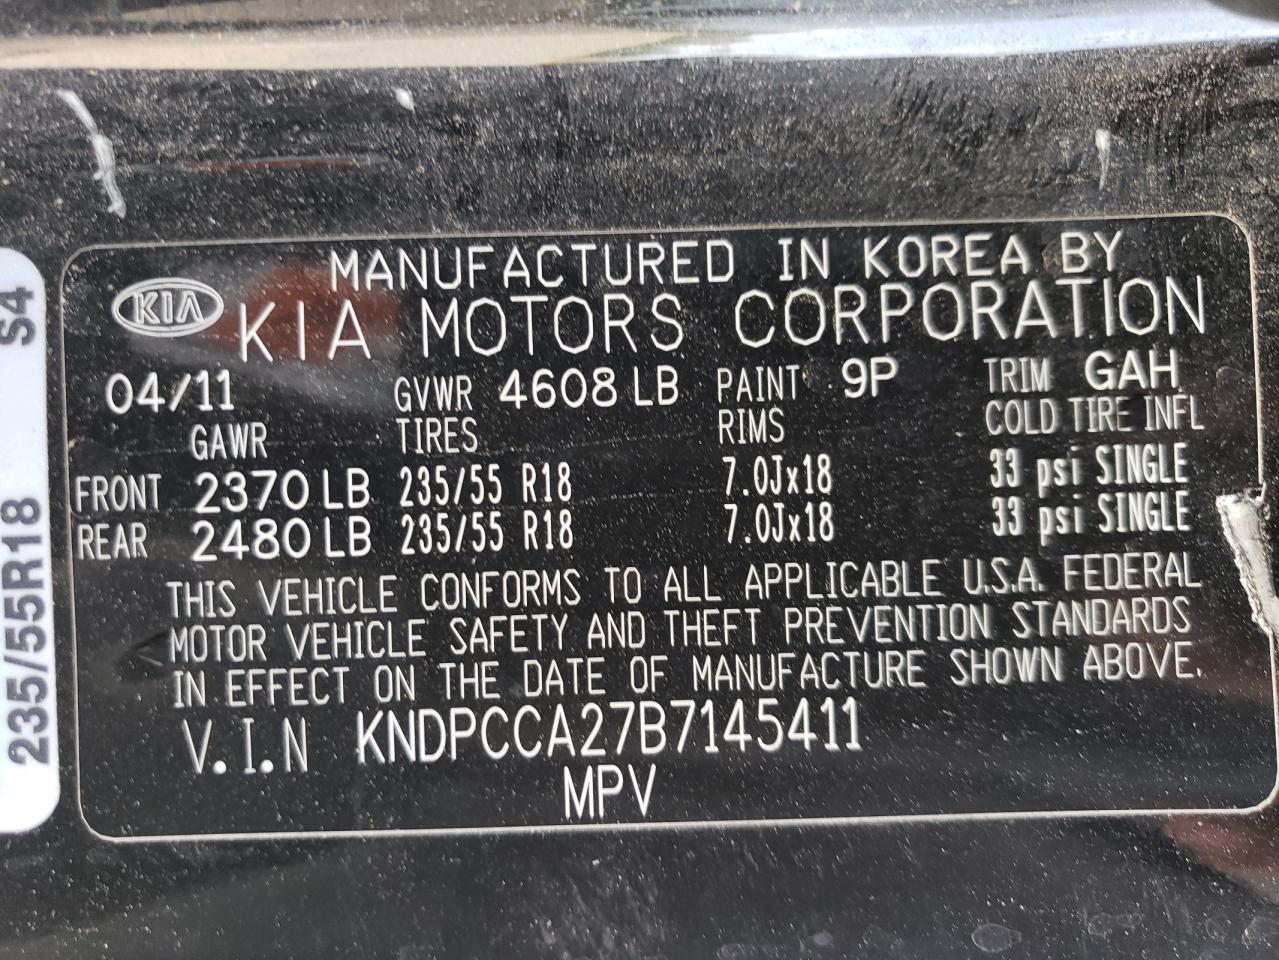 MANUFACTURED IN KOREA BY
KIA KIA MOTORS CORPORATION
04/11 GVWR 4608 LB PAINT 9P TRIM GAH
GAWR TIRES RIMS COLD TIRE INFL
FRONT 2370 LB 235/55 R18 7.0Jx18 33 psi SINGLE
REAR 2480 LB 235/55 R18 7.0Jx18 33 psi SINGLE
THIS VEHICLE CONFORMS TO ALL APPLICABLE U.S.A. FEDERAL
MOTOR VEHICLE SAFETY AND THEFT PREVENTION STANDARDS
IN EFFECT ON THE DATE OF MANUFACTURE SHOWN ABOVE.
V.I.N KNDPCCA27B7145411
MPV
235/55R18 S4